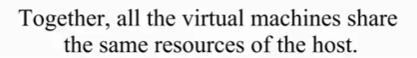 Together, all the virtual machines share
the same resources of the host.